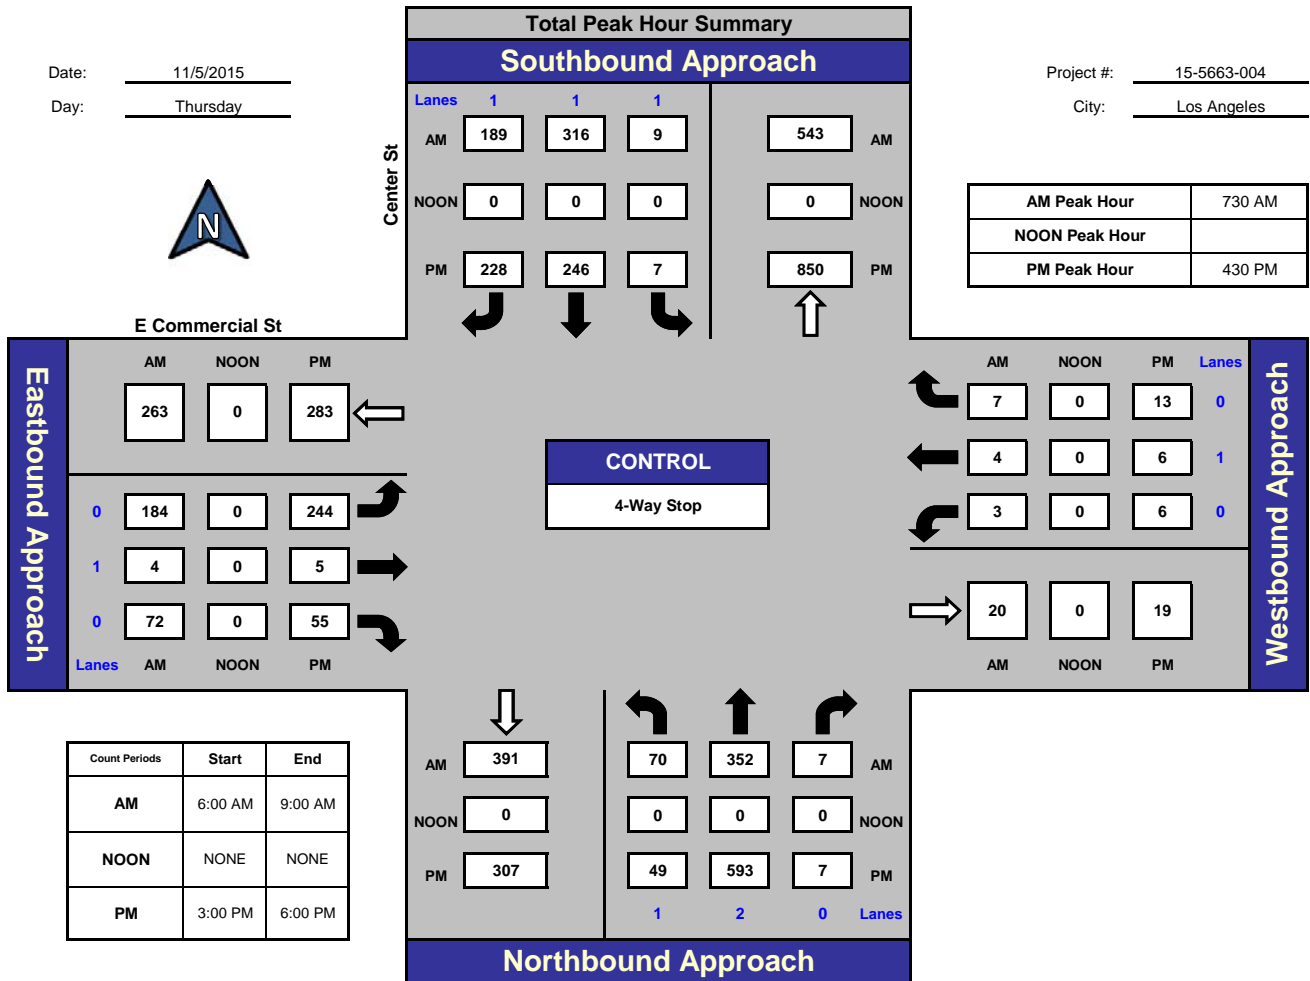 Total Peak Hour Summary
Southbound Approach
Date: 11/5/2015
Day: Thursday
Project #: 15-5663-004
City: Los Angeles
N
Center St
Lanes 1 1 1
AM 189 316 9 543 AM
NOON 0 0 0 0 NOON
PM 228 246 7 850 PM
AM Peak Hour 730 AM
NOON Peak Hour
PM Peak Hour 430 PM
E Commercial St
Eastbound Approach
AM NOON PM
263 0 283
0 184 0 244
1 4 0 5
0 72 0 55
Lanes AM NOON PM
CONTROL
4-Way Stop
AM NOON PM Lanes
7 0 13 0
4 0 6 1
3 0 6 0
20 0 19
AM NOON PM
Westbound Approach
Count Periods Start End
AM 6:00 AM 9:00 AM
NOON NONE NONE
PM 3:00 PM 6:00 PM
AM 391 70 352 7 AM
NOON 0 0 0 0 NOON
PM 307 49 593 7 PM
1 2 0 Lanes
Northbound Approach